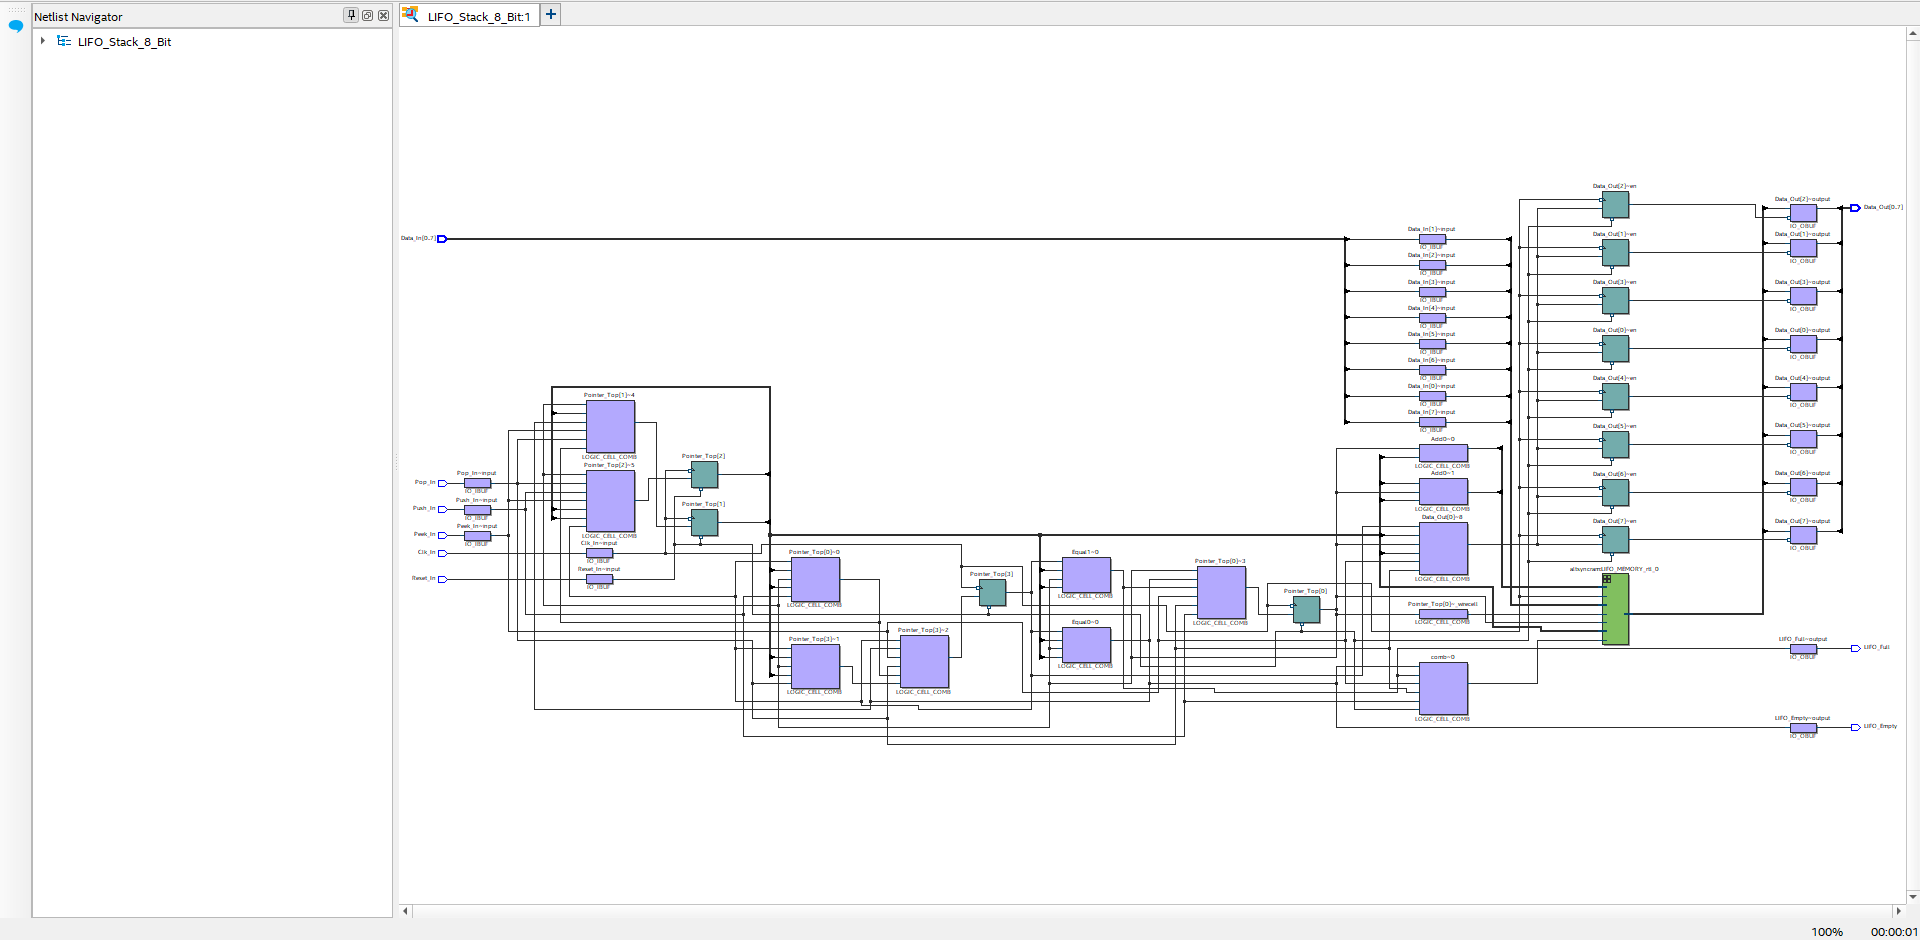 Netlist Navigator
LIFO_Stack_8_Bit
LIFO_Stack_8_Bit:1
Data_In[0..7]
Pop_In
Push_In
Peek_In
Clk_In
Reset_In
Pop_In~input
IO_IBUF
Push_In~input
IO_IBUF
Peek_In~input
IO_IBUF
Pointer_Top[1]~4
LOGIC_CELL_COMB
Pointer_Top[2]~5
LOGIC_CELL_COMB
Clk_In~input
IO_IBUF
Reset_In~input
IO_IBUF
Pointer_Top[2]
Pointer_Top[1]
Pointer_Top[0]~0
LOGIC_CELL_COMB
Pointer_Top[3]~1
LOGIC_CELL_COMB
Pointer_Top[3]~2
LOGIC_CELL_COMB
Pointer_Top[3]
Equal1~0
LOGIC_CELL_COMB
Equal0~0
LOGIC_CELL_COMB
Pointer_Top[0]~3
LOGIC_CELL_COMB
Pointer_Top[0]
Data_In[1]~input
IO_IBUF
Data_In[2]~input
IO_IBUF
Data_In[3]~input
IO_IBUF
Data_In[4]~input
IO_IBUF
Data_In[5]~input
IO_IBUF
Data_In[6]~input
IO_IBUF
Data_In[0]~input
IO_IBUF
Data_In[7]~input
IO_IBUF
Add0~0
LOGIC_CELL_COMB
Add0~1
LOGIC_CELL_COMB
Data_Out[0]~8
LOGIC_CELL_COMB
Pointer_Top[0]~_wirecell
LOGIC_CELL_COMB
comb~0
LOGIC_CELL_COMB
Data_Out[2]~en
Data_Out[1]~en
Data_Out[3]~en
Data_Out[0]~en
Data_Out[4]~en
Data_Out[5]~en
Data_Out[6]~en
Data_Out[7]~en
LIFO_MEMORY_rtl_0
Data_Out[2]~output
IO_OBUF
Data_Out[1]~output
IO_OBUF
Data_Out[3]~output
IO_OBUF
Data_Out[0]~output
IO_OBUF
Data_Out[4]~output
IO_OBUF
Data_Out[5]~output
IO_OBUF
Data_Out[6]~output
IO_OBUF
Data_Out[7]~output
IO_OBUF
LIFO_Full~output
IO_OBUF
LIFO_Empty~output
IO_OBUF
Data_Out[0..7]
LIFO_Full
LIFO_Empty
100%
00:00:01